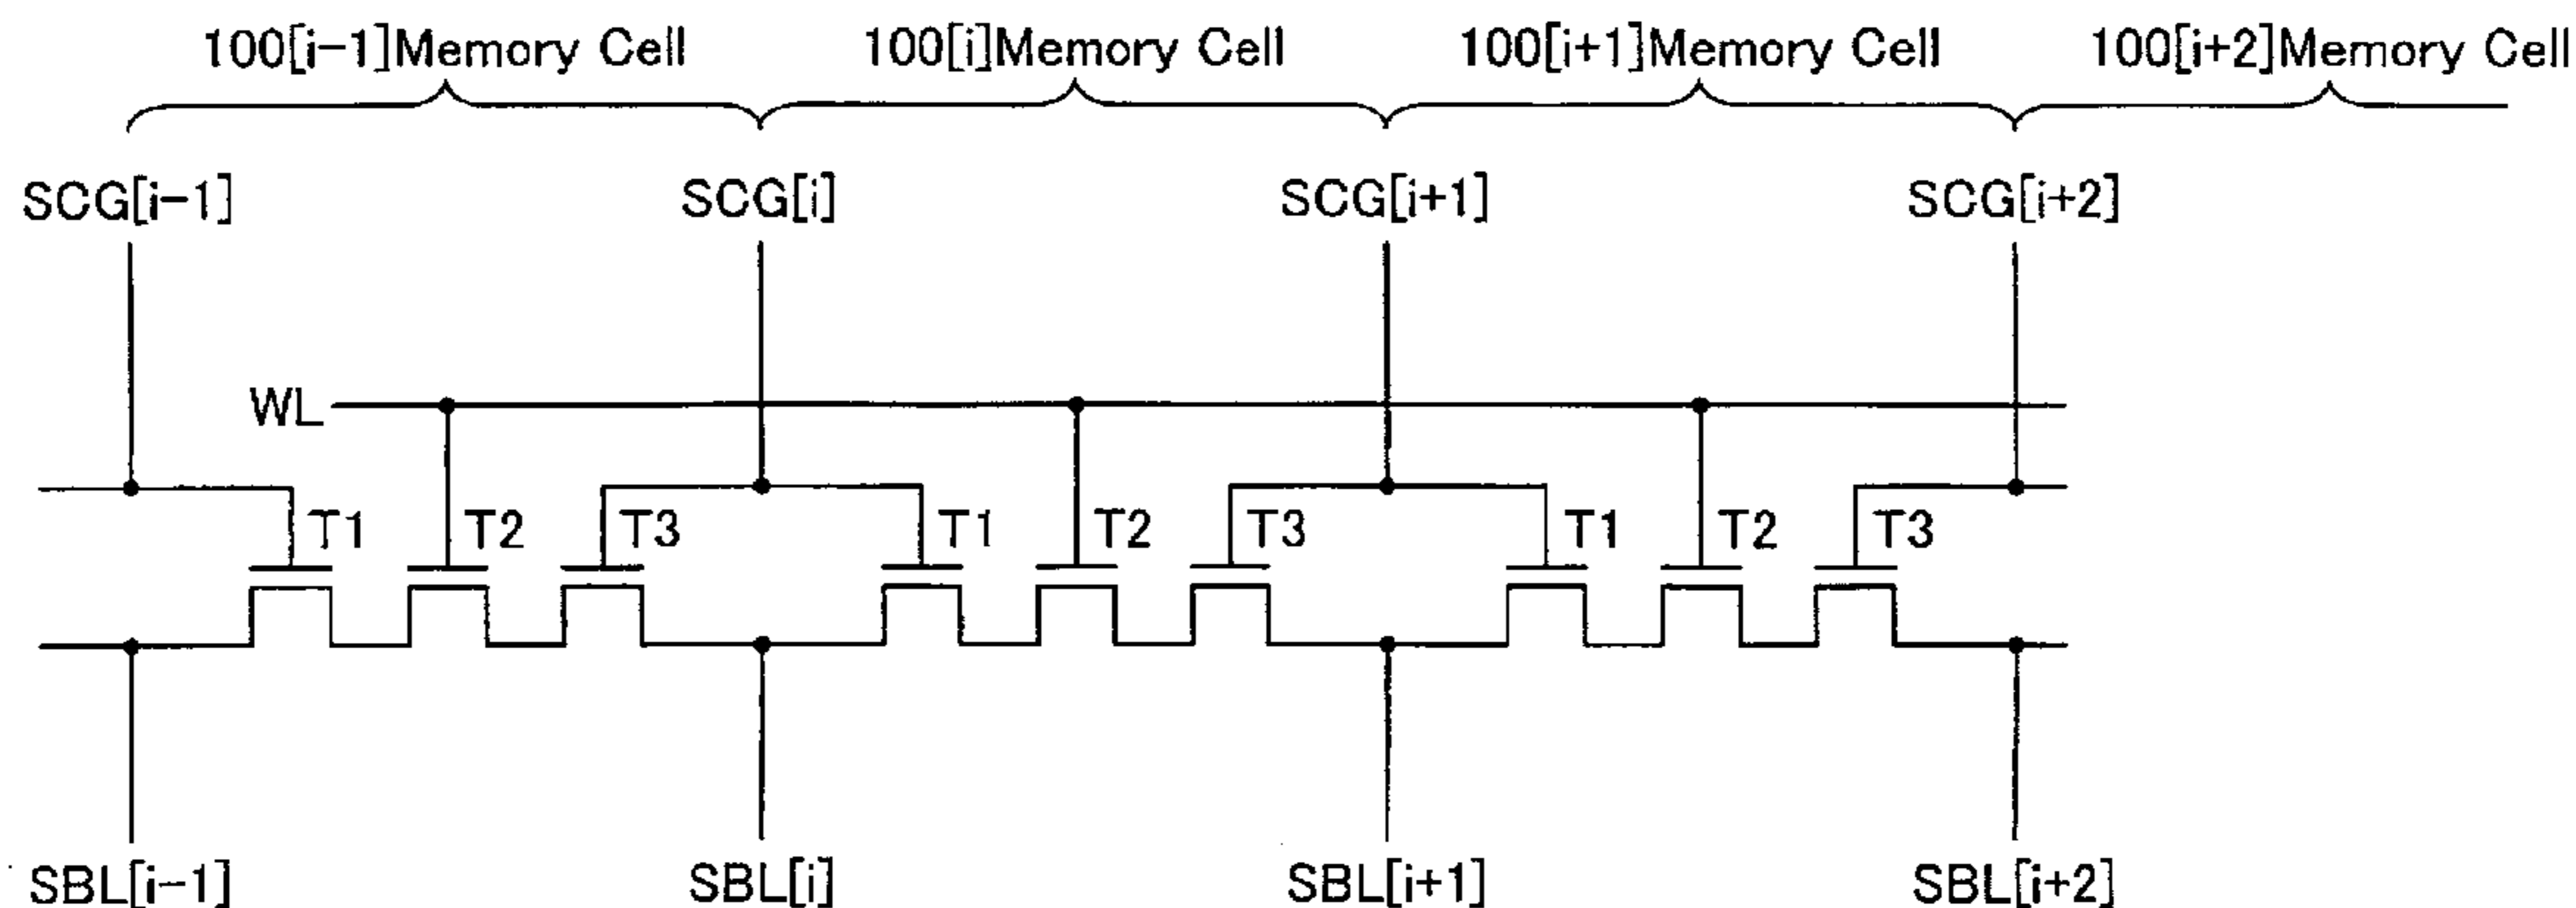 100[i-1]Memory Cell 100[i]Memory Cell 100[i+1]Memory Cell 100[i+2]Memory Cell
SCG[i-1] SCG[i] SCG[i+1] SCG[i+2]
WL
T1 T2 T3 T1 T2 T3 T1 T2 T3
SBL[i-1] SBL[i] SBL[i+1] SBL[i+2]